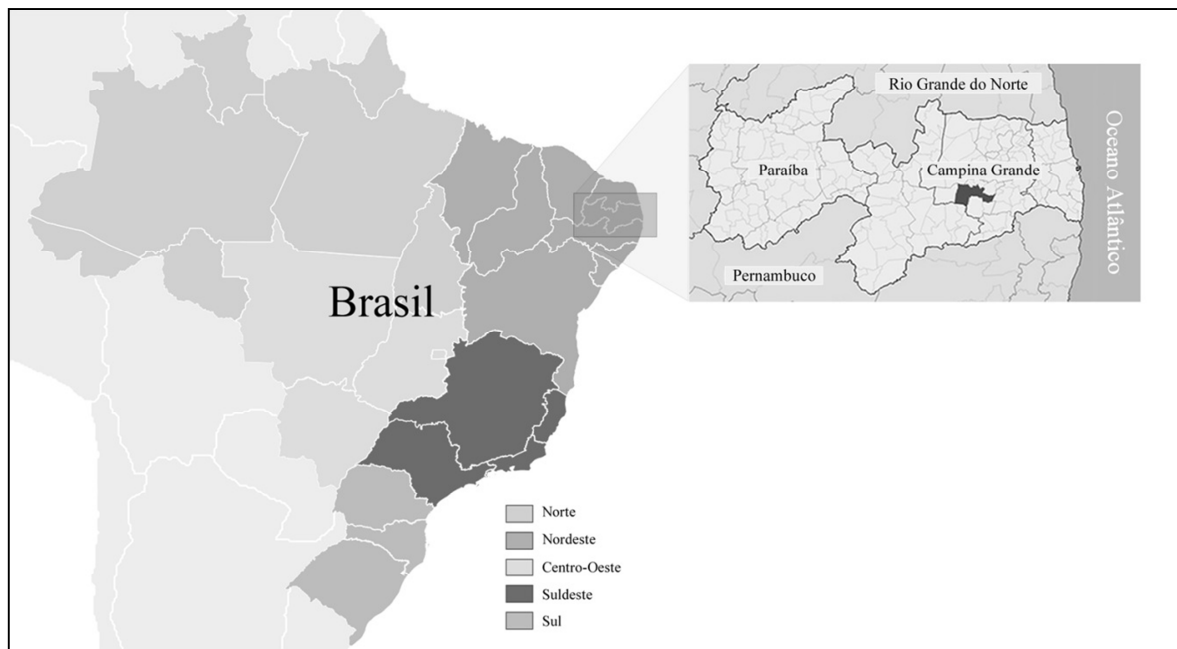 Brasil
Rio Grande do Norte
Paraíba
Campina Grande
Pernambuco
Oceano Atlântico
Norte
Nordeste
Centro-Oeste
Suldeste
Sul